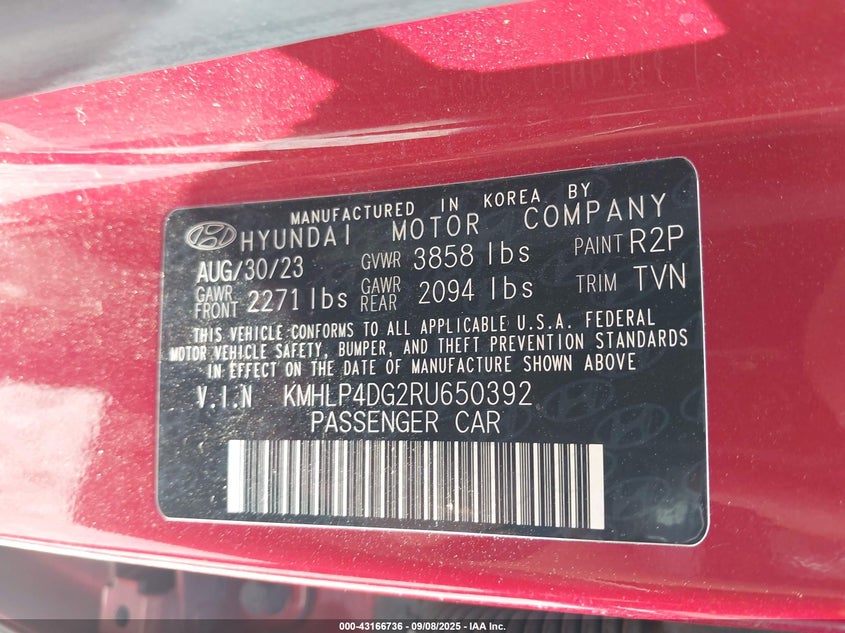 MANUFACTURED IN KOREA BY
HYUNDAI MOTOR COMPANY
AUG/30/23 GVWR 3858 lbs PAINT R2P
GAWR FRONT 2271 lbs GAWR REAR 2094 lbs TRIM TVN
THIS VEHICLE CONFORMS TO ALL APPLICABLE U.S.A. FEDERAL
MOTOR VEHICLE SAFETY, BUMPER, AND THEFT PREVENTION STANDARDS
IN EFFECT ON THE DATE OF MANUFACTURE SHOWN ABOVE
V.I.N KMHLP4DG2RU650392
PASSENGER CAR
000-43166736 - 09/08/2025 - IAA Inc.